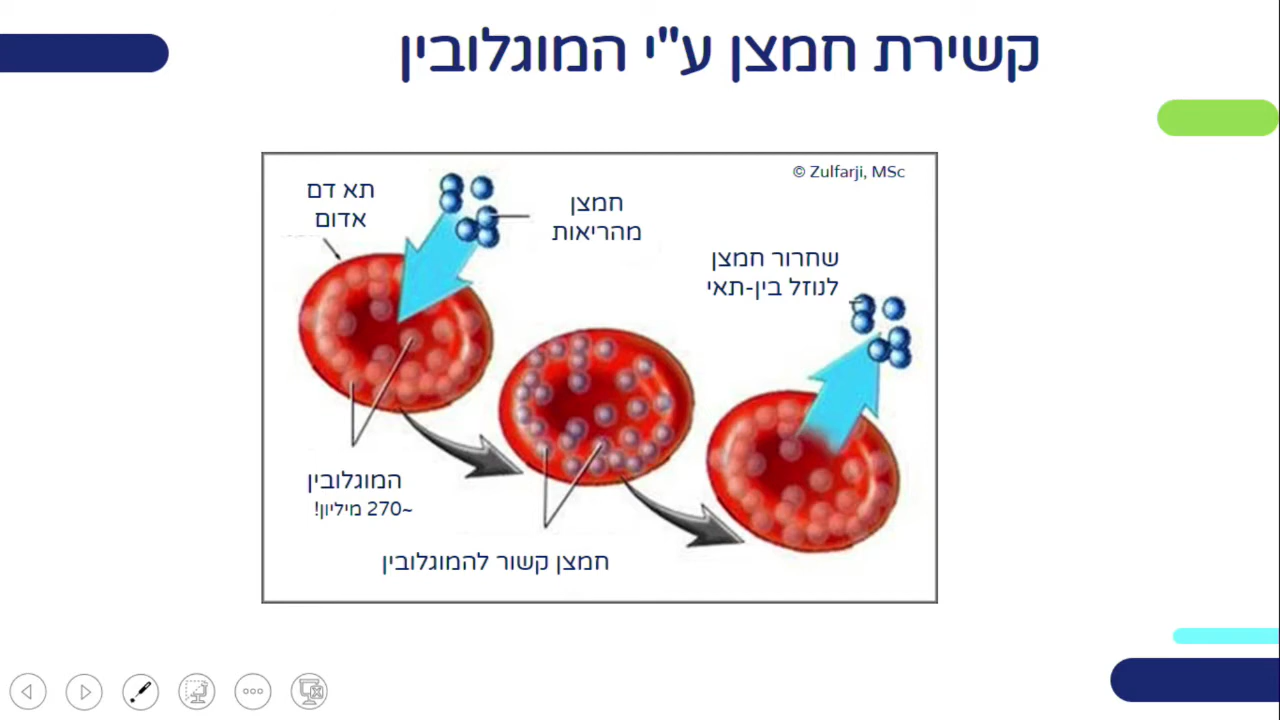 קשירת חמצן ע"י המוגלובין
© Zulfarji, MSc
תא דם
אדום
חמצן
מהריאות
שחרור חמצן
לנוזל בין-תאי
המוגלובין
~270 מיליון!
חמצן קשור להמוגלובין